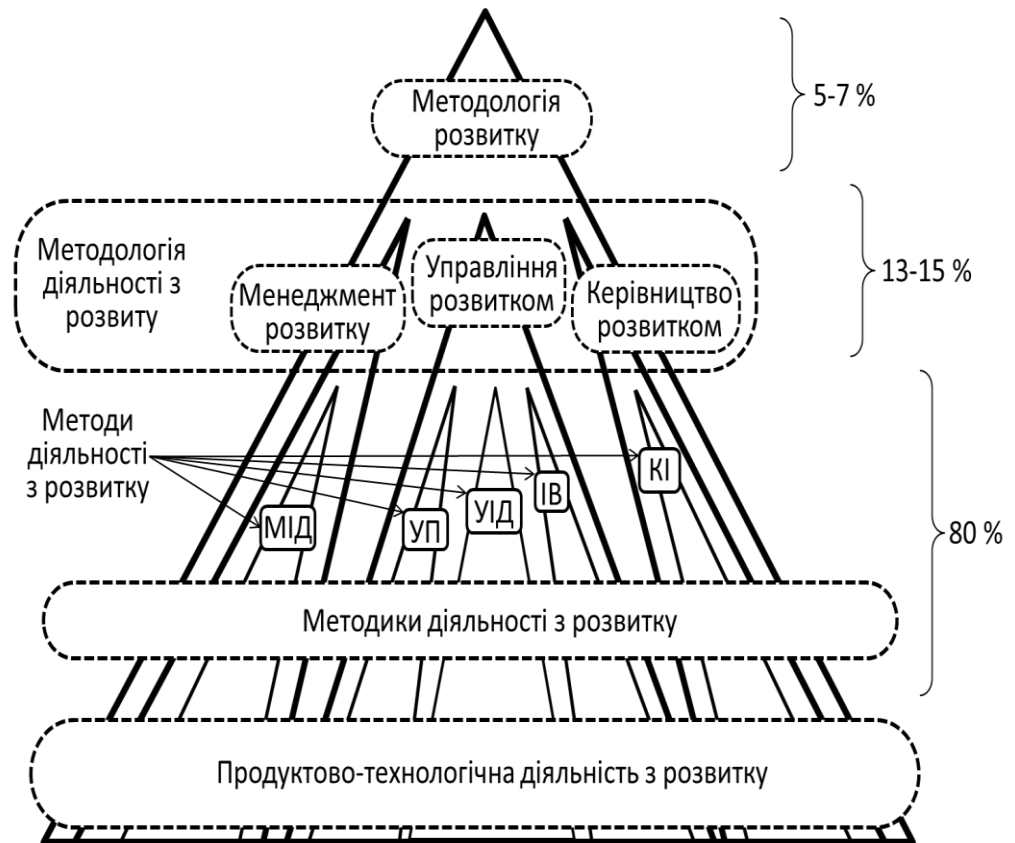 Методологія
розвитку
5-7 %
Методологія
діяльності з
розвиту
Менеджмент
розвитку
Управління
розвитком
Керівництво
розвитком
13-15 %
Методи
діяльності
з розвитку
МІД
УП
УІД
ІВ
КІ
80 %
Методики діяльності з розвитку
Продуктово-технологічна діяльність з розвитку